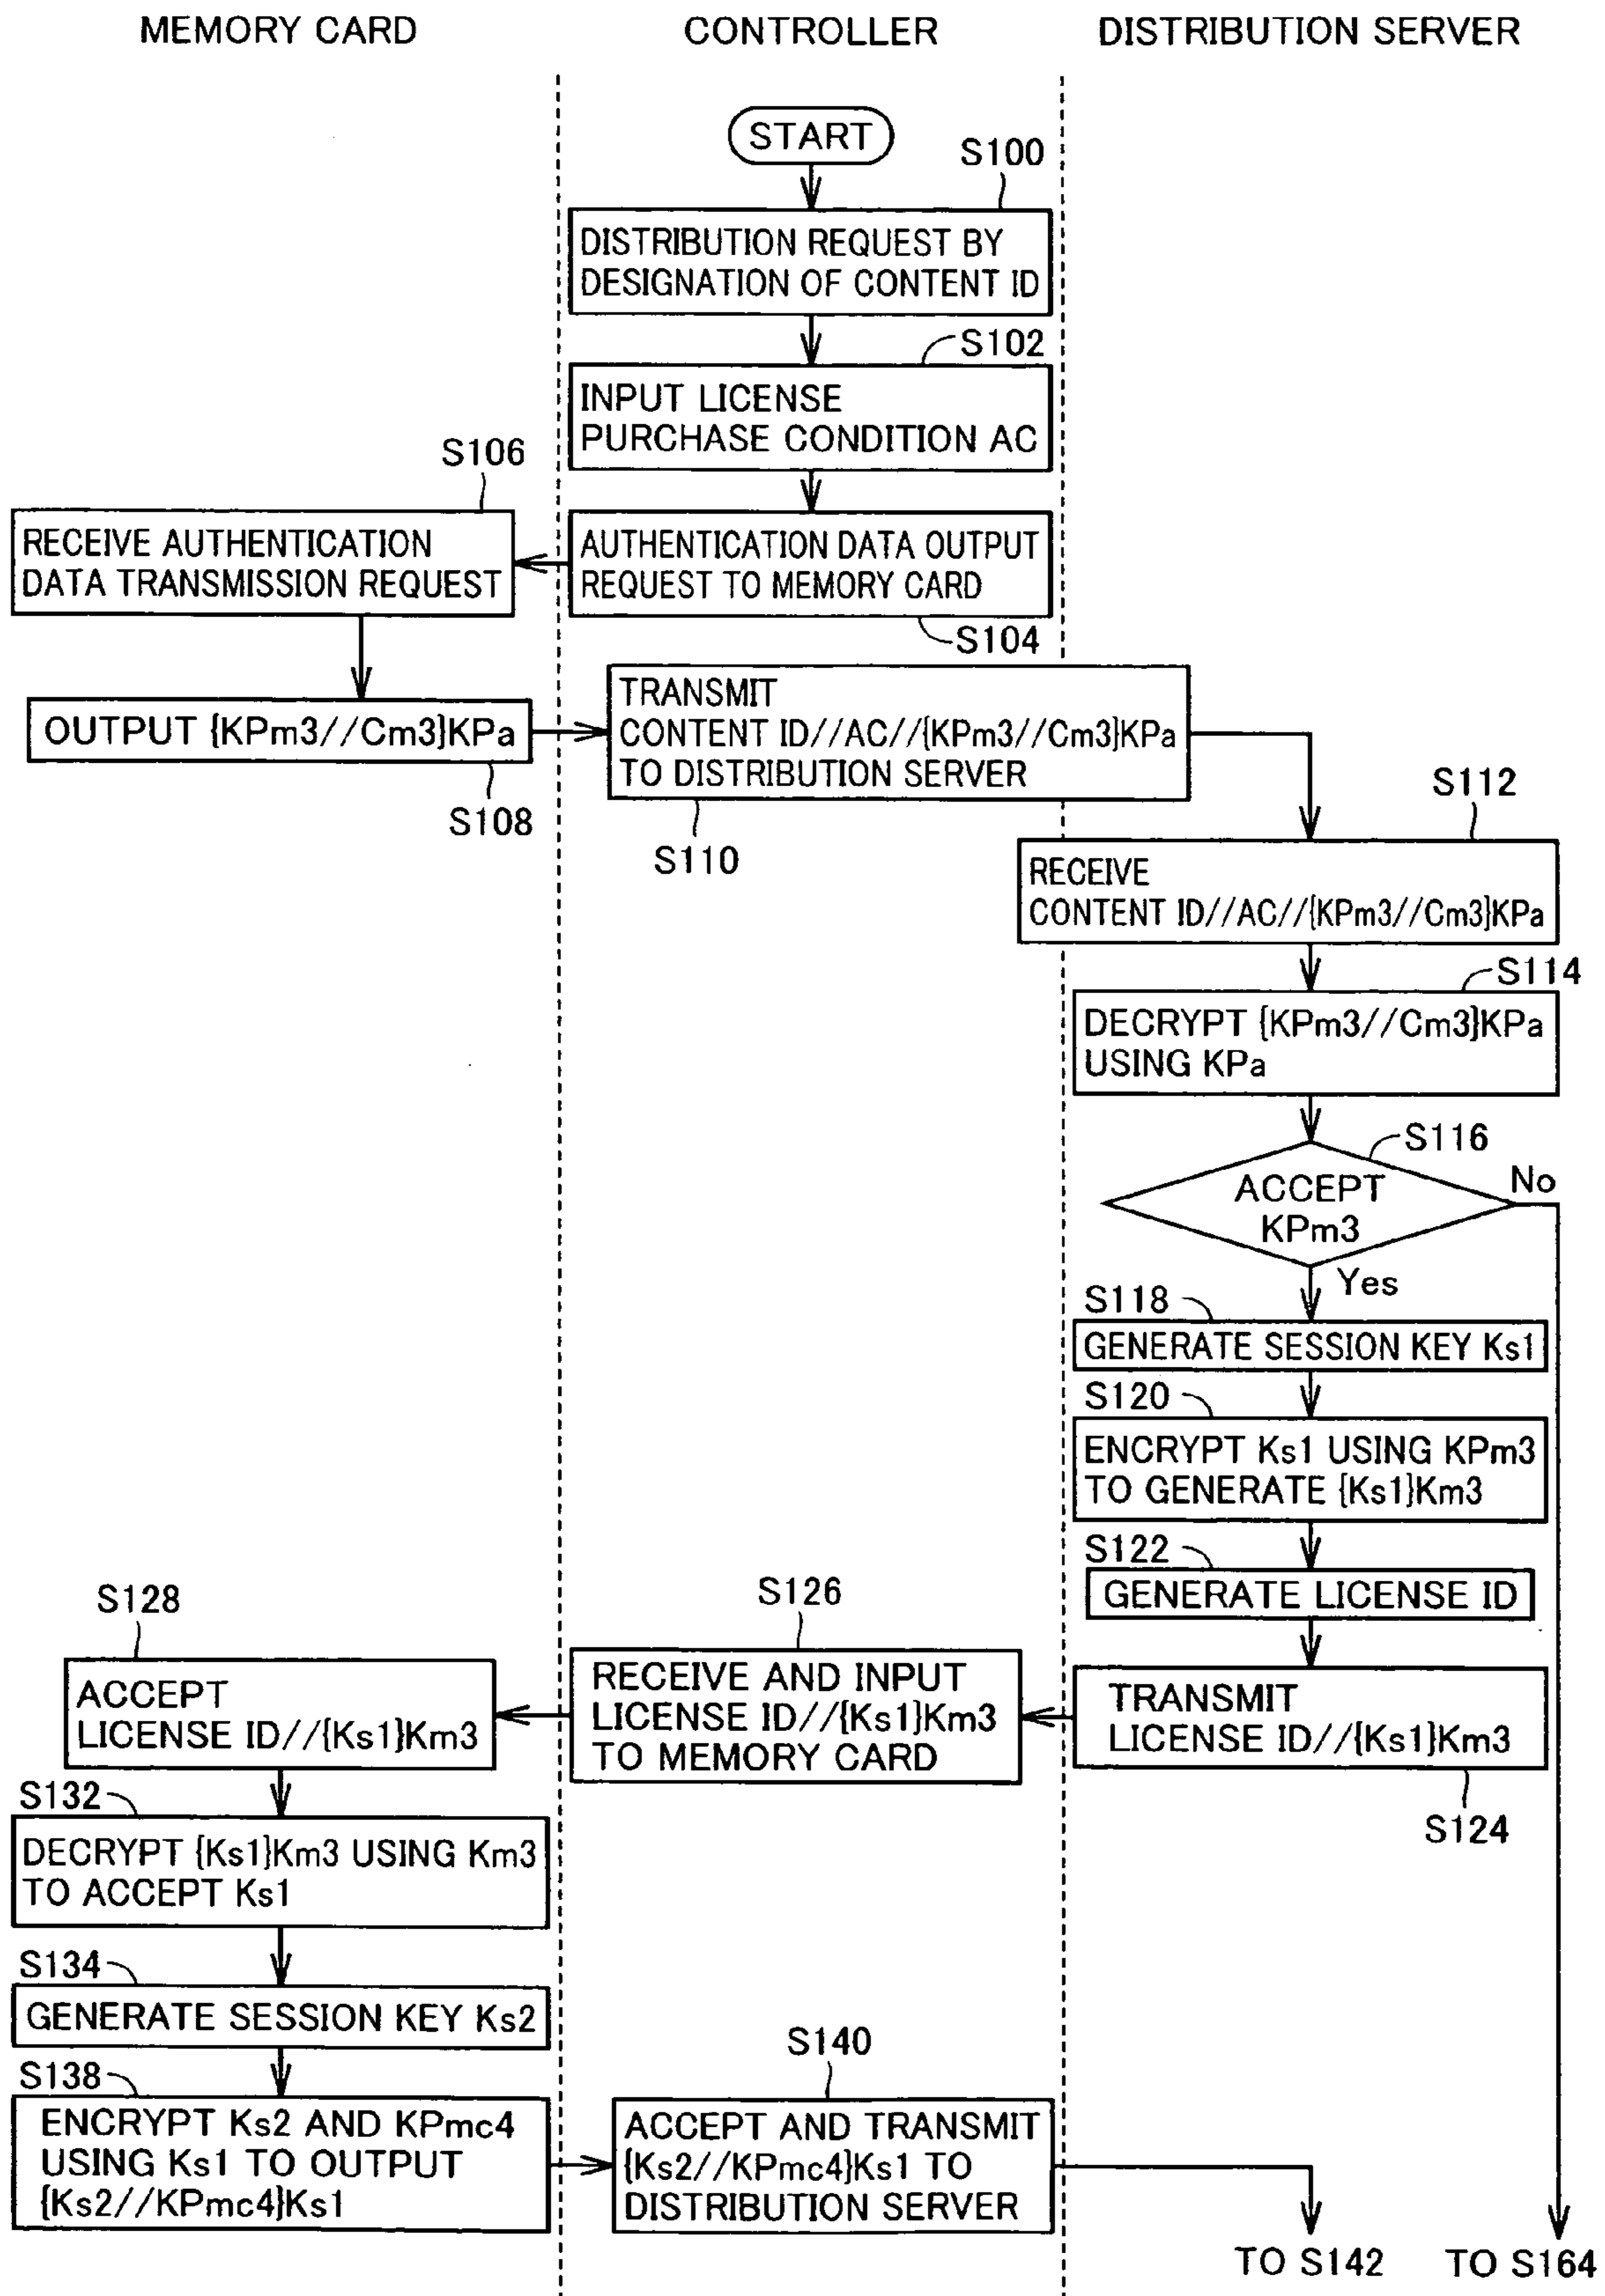 MEMORY CARD
CONTROLLER
DISTRIBUTION SERVER
START
S100
DISTRIBUTION REQUEST BY
DESIGNATION OF CONTENT ID
S102
INPUT LICENSE
PURCHASE CONDITION AC
S106
RECEIVE AUTHENTICATION
DATA TRANSMISSION REQUEST
AUTHENTICATION DATA OUTPUT
REQUEST TO MEMORY CARD
S104
OUTPUT {KPm3//Cm3}KPa
S108
TRANSMIT
CONTENT ID//AC//{KPm3//Cm3}KPa
TO DISTRIBUTION SERVER
S110
S112
RECEIVE
CONTENT ID//AC//{KPm3//Cm3}KPa
S114
DECRYPT {KPm3//Cm3}KPa
USING KPa
S116
ACCEPT
KPm3
No
Yes
S118
GENERATE SESSION KEY Ks1
S120
ENCRYPT Ks1 USING KPm3
TO GENERATE {Ks1}Km3
S122
GENERATE LICENSE ID
S128
ACCEPT
LICENSE ID//{Ks1}Km3
S126
RECEIVE AND INPUT
LICENSE ID//{Ks1}Km3
TO MEMORY CARD
TRANSMIT
LICENSE ID//{Ks1}Km3
S124
S132
DECRYPT {Ks1}Km3 USING Km3
TO ACCEPT Ks1
S134
GENERATE SESSION KEY Ks2
S138
ENCRYPT Ks2 AND KPmc4
USING Ks1 TO OUTPUT
{Ks2//KPmc4}Ks1
S140
ACCEPT AND TRANSMIT
{Ks2//KPmc4}Ks1 TO
DISTRIBUTION SERVER
TO S142
TO S164